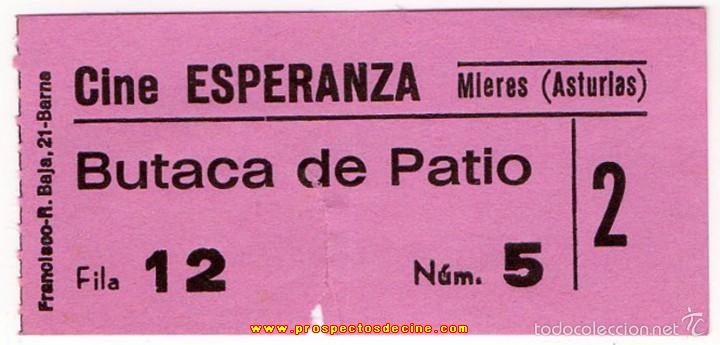 Cine ESPERANZA Mieres (Asturias)
Butaca de Patio
2
Fila 12 Núm. 5
Francisco-R. Baja, 21-Barna
www.prospectosdecine.com
todocoleccion.net